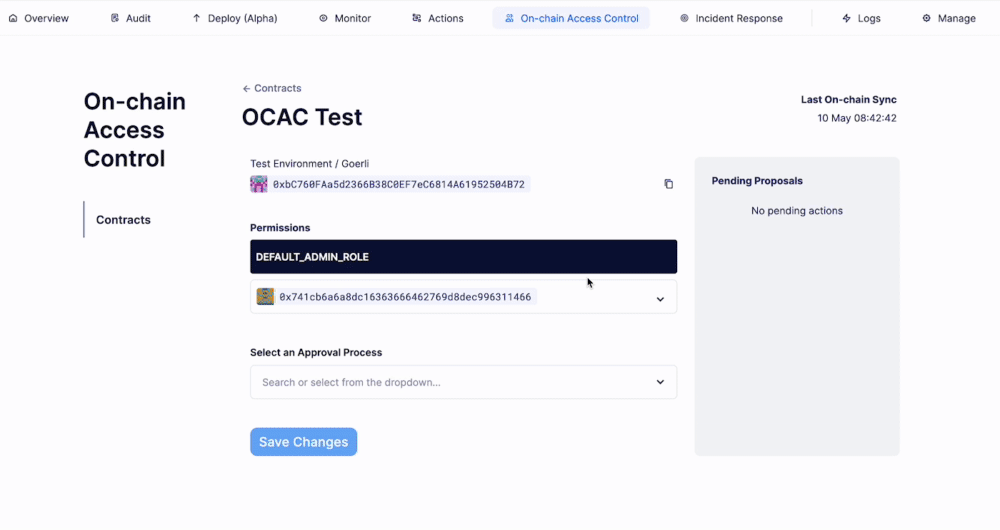 Overview Audit Deploy (Alpha) Monitor Actions On-chain Access Control Incident Response Logs Manage
On-chain
Access
Control
Contracts
← Contracts
OCAC Test
Last On-chain Sync
10 May 08:42:42
Test Environment / Goerli
0xbC760FAa5d2366B38C0EF7eC6814A61952504B72
Permissions
DEFAULT_ADMIN_ROLE
0x741cb6a6a8dc16363666462769d8dec996311466
Select an Approval Process
Search or select from the dropdown...
Save Changes
Pending Proposals
No pending actions